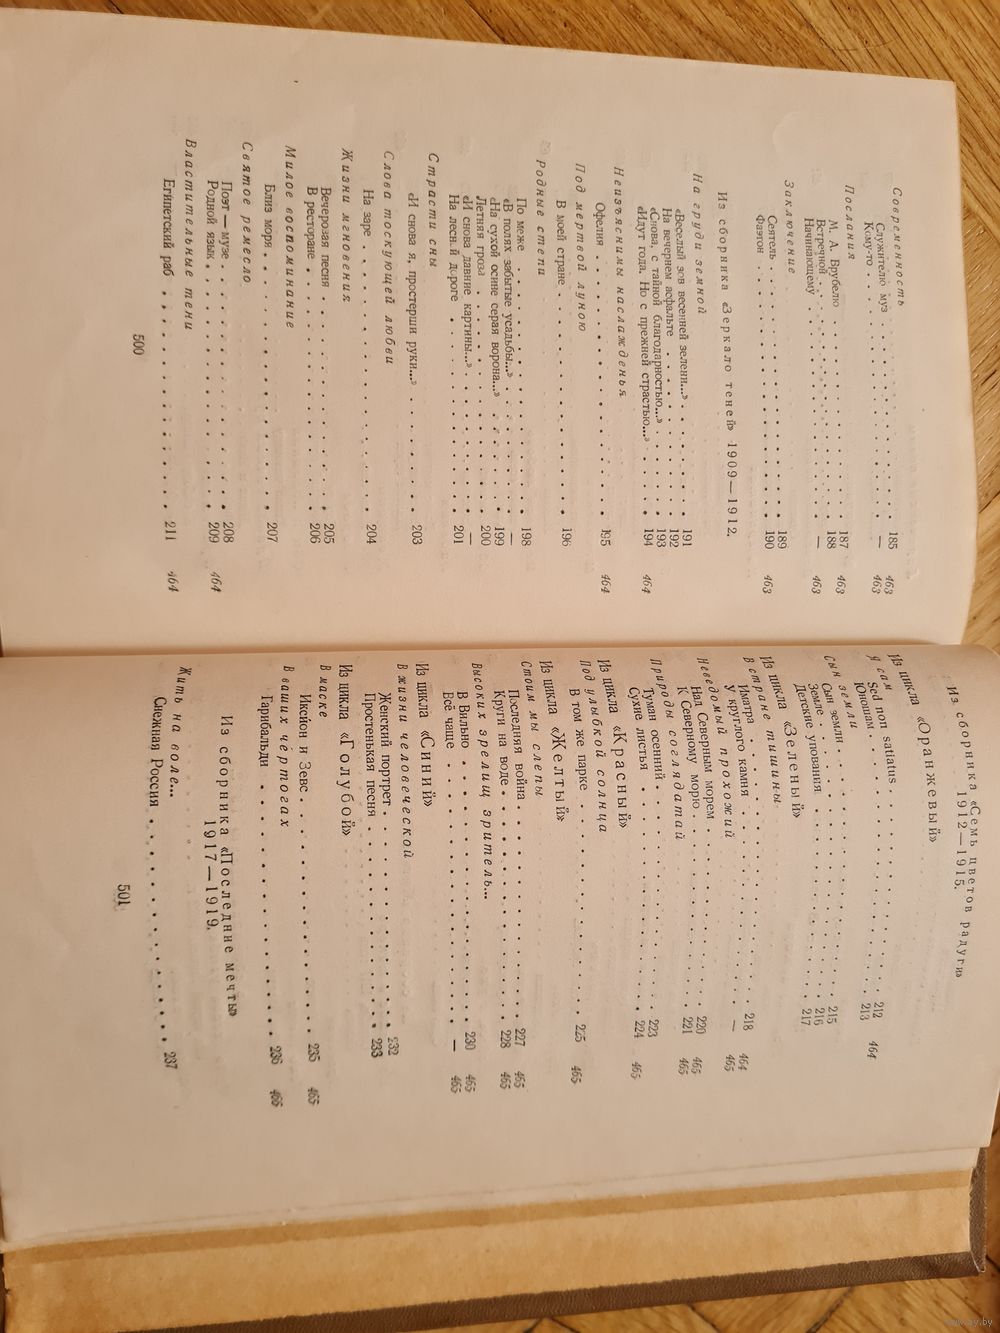 Современность
Служителю муз . . . . . . . . . . . 185 463
Кому-то . . . . . . . . . . . — 463
Послания
М. А. Врубелю . . . . . . . . . . . 187 463
Встречной . . . . . . . . . . . 188
Начинающему . . . . . . . . . . . — 463
Заключение
Сеятель . . . . . . . . . . . 189
Фаэтон . . . . . . . . . . . 190 463
Из сборника «Зеркало теней» 1909—1912.
На груди земной
«Веселый зов весенней зелени...» . . . . . . . 191
На вечернем асфальте . . . . . . . 192
«Снова, с тайной благодарностью...» . . . . . . . 193
«Идут года. Но с прежней страстью...» . . . . . . . 194 464
Неизъяснимы наслажденья
Офелия . . . . . . . . . . . 195 464
Под мертвой луною
В моей стране . . . . . . . . . . . 196
Родные степи
По меже . . . . . . . . . . . 198
«В полях забытые усадьбы...» . . . . . . . —
«На сухой осине серая ворона...» . . . . . . . 199
Летняя гроза . . . . . . . . . . . 200
«И снова давние картины...» . . . . . . . —
На лесной дороге . . . . . . . . . . . 201
Страсти сны
«И снова я, простерши руки...» . . . . . . . 203
Слова тоскующей любви
На заре . . . . . . . . . . . 204
Жизни мгновения
Вечеровая песня . . . . . . . . . . . 205
В ресторане . . . . . . . . . . . 206
Милое воспоминание
Близ моря . . . . . . . . . . . 207
Святое ремесло
Поэт — музе . . . . . . . . . . . 208
Родной язык . . . . . . . . . . . 209 464
Властительные тени
Египетский раб . . . . . . . . . . . 211 464
500
Из сборника «Семь цветов радуги»
1912—1915.
Из цикла «Оранжевый»
Я сам
Sed non satiatus . . . . . . . . . . . 212 464
Юношам . . . . . . . . . . . 213
Сын земли
Сын земли . . . . . . . . . . . 215
Земле . . . . . . . . . . . 216
Детские упования . . . . . . . . . . . 217
Из цикла «Зеленый»
В стране тишины
Иматра . . . . . . . . . . . 218 464
У круглого камня . . . . . . . . . . . — 465
Неведомый прохожий
Над Северным морем . . . . . . . . . . . 220 465
К Северному морю . . . . . . . . . . . 221 465
Природы соглядатай
Туман осенний . . . . . . . . . . . 223
Сухие листья . . . . . . . . . . . 224 465
Из цикла «Красный»
Под улыбкой солнца
В том же парке . . . . . . . . . . . 225 465
Из цикла «Желтый»
Стоим мы слепы
Последняя война . . . . . . . . . . . 227 465
Круги на воде . . . . . . . . . . . 228 465
Высоких зрелищ зритель...
В Вильно . . . . . . . . . . . 230 465
Всё чаще . . . . . . . . . . . — 465
Из цикла «Синий»
В жизни человеческой
Женский портрет . . . . . . . . . . . 232
Простенькая песня . . . . . . . . . . . 233
Из цикла «Голубой»
В маске
Иксион и Зевс . . . . . . . . . . . 235 465
В ваших чертогах
Гарибальди . . . . . . . . . . . 236 466
Из сборника «Последние мечты»
1917—1919.
Жить на воле...
Снежная Россия . . . . . . . . . . . 237
501